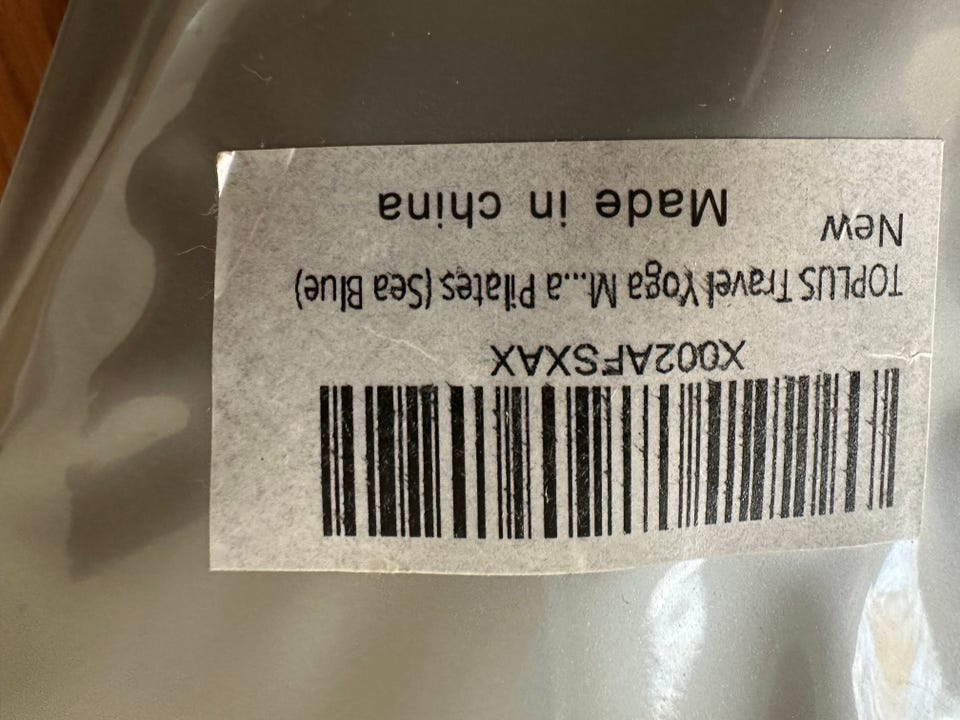 X002AFSXAX
TOPLUS Travel Yoga M...a Pilates (Sea Blue)
New
Made in china